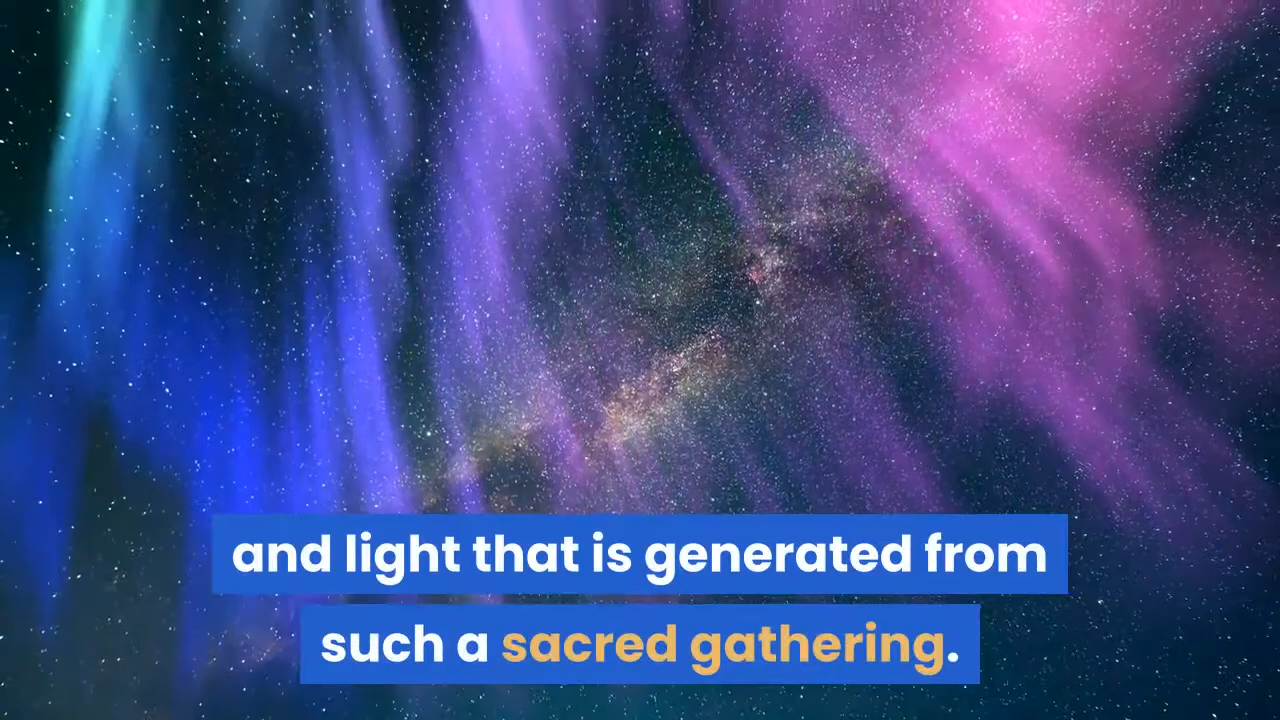 and light that is generated from
such a sacred gathering.